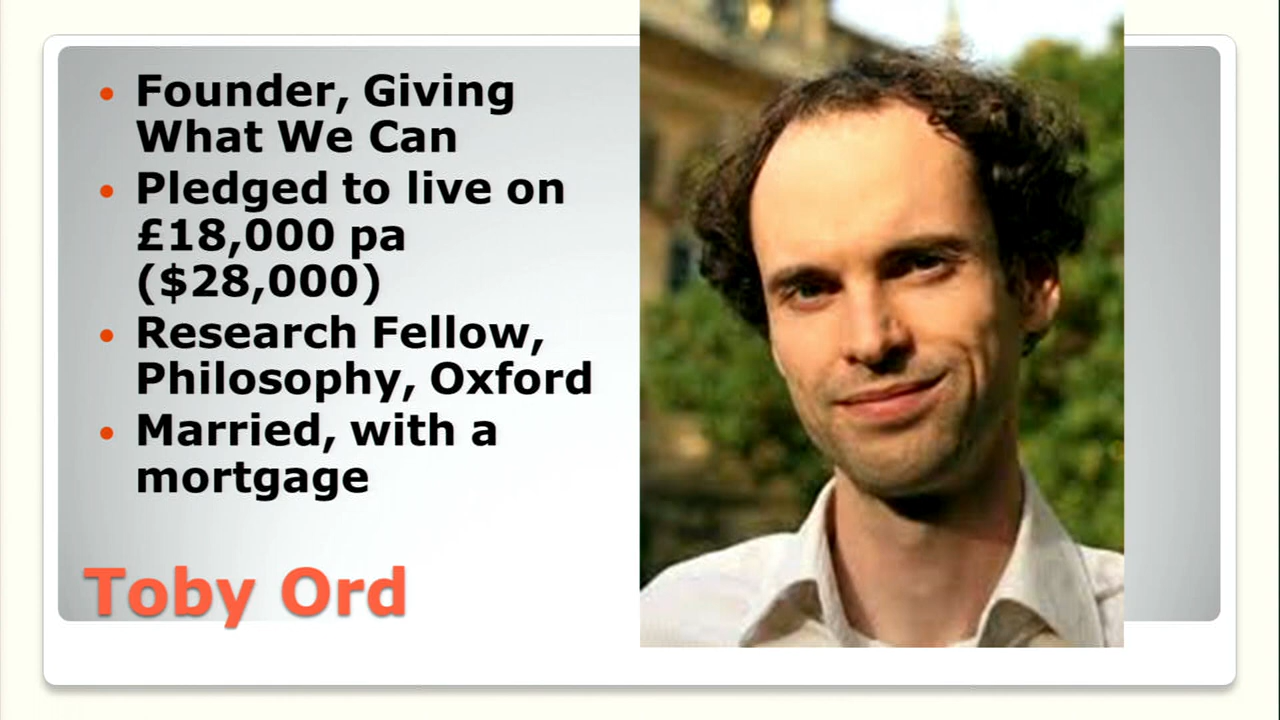 • Founder, Giving
What We Can
• Pledged to live on
£18,000 pa
($28,000)
• Research Fellow,
Philosophy, Oxford
• Married, with a
mortgage
Toby Ord